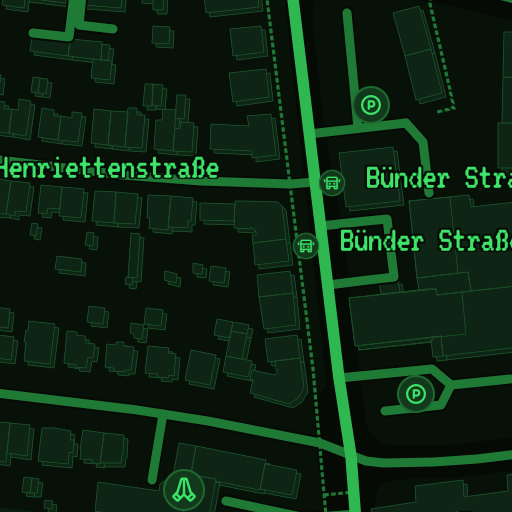 Henriettenstraße
P
Bünder Stra
Bünder Straße
P